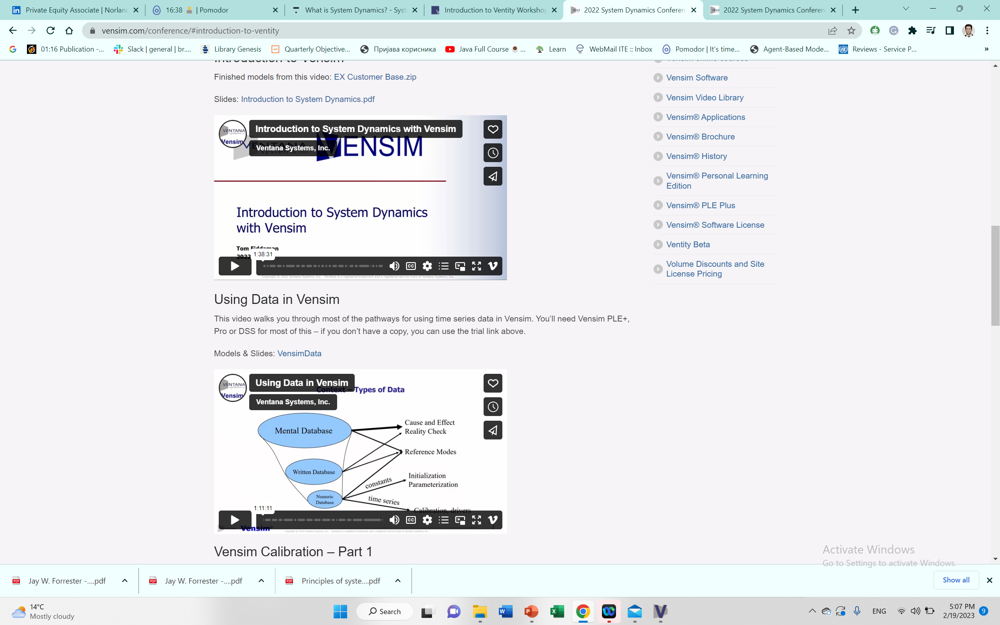 Private Equity Associate | Norlan
16:38 | Pomodor
What is System Dynamics? - Syst
Introduction to Ventity Workshop
2022 System Dynamics Conferen
2022 System Dynamics Conferen
vensim.com/conference/#introduction-to-ventity
01:16 Publication -...
Slack | general | br....
Library Genesis
Quarterly Objective...
Пријава корисника
Java Full Course ...
Learn
WebMail ITE :: Inbox
Pomodor | It's time...
Agent-Based Mode...
Reviews - Service P...
»
Introduction to Vensim
Finished models from this video: EX Customer Base.zip
Slides: Introduction to System Dynamics.pdf
VENTANA
systems, inc.
Vensim
Introduction to System Dynamics with Vensim
Ventana Systems, Inc.
VENSIM
Introduction to System Dynamics
with Vensim
Tom Fiddaman
2022
1:38:31
CC
Copyright © 2022 Ventana Systems, Inc. Ventana is a registered trademark and a registered service mark of Ventana Systems, Inc.
Using Data in Vensim
This video walks you through most of the pathways for using time series data in Vensim. You'll need Vensim PLE+,
Pro or DSS for most of this – if you don't have a copy, you can use the trial link above.
Models & Slides: VensimData
VENTANA
systems, inc.
Vensim
Using Data in Vensim
Context – Types of Data
Ventana Systems, Inc.
Mental Database
Written Database
Numeric
Database
Cause and Effect
Reality Check
Reference Modes
Initialization
Parameterization
constants
time series
Calibration, drivers
1:11:11
CC
Vensim®
2
Copyright © 2010 Ventana Systems, Inc. Ventana is a registered trademark and a registered service mark of Ventana Systems, Inc.
Vensim Calibration – Part 1
Vensim online courses
Vensim Software
Vensim Video Library
Vensim® Applications
Vensim® Brochure
Vensim® History
Vensim® Personal Learning
Edition
Vensim® PLE Plus
Vensim® Software License
Ventity Beta
Volume Discounts and Site
License Pricing
Activate Windows
Go to Settings to activate Windows.
Jay W. Forrester -....pdf
Jay W. Forrester -....pdf
Principles of syste....pdf
Show all
14°C
Mostly cloudy
Search
ENG
5:07 PM
2/19/2023
9